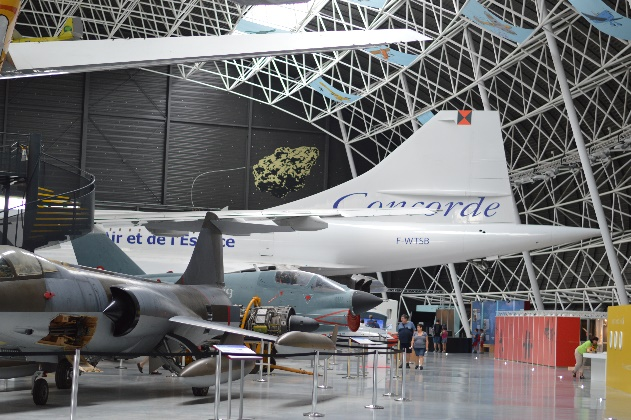 Concorde
ir et de l'Espace
F-WTSB